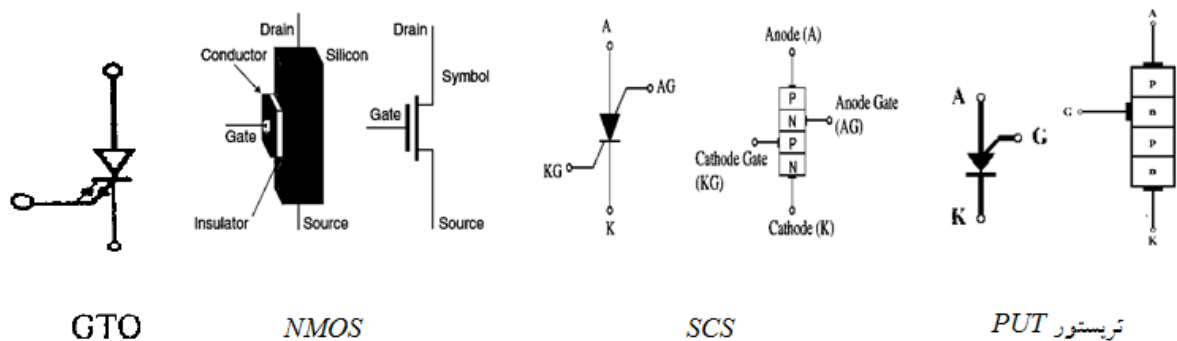 Drain
Conductor
Silicon
Gate
Insulator
Source
Drain
Symbol
Gate
Source
A
AG
KG
K
Anode (A)
P
N
P
N
Anode Gate
(AG)
Cathode Gate
(KG)
Cathode (K)
A
G
K
A
P
n
P
n
G
K
GTO
NMOS
SCS
تریستور PUT